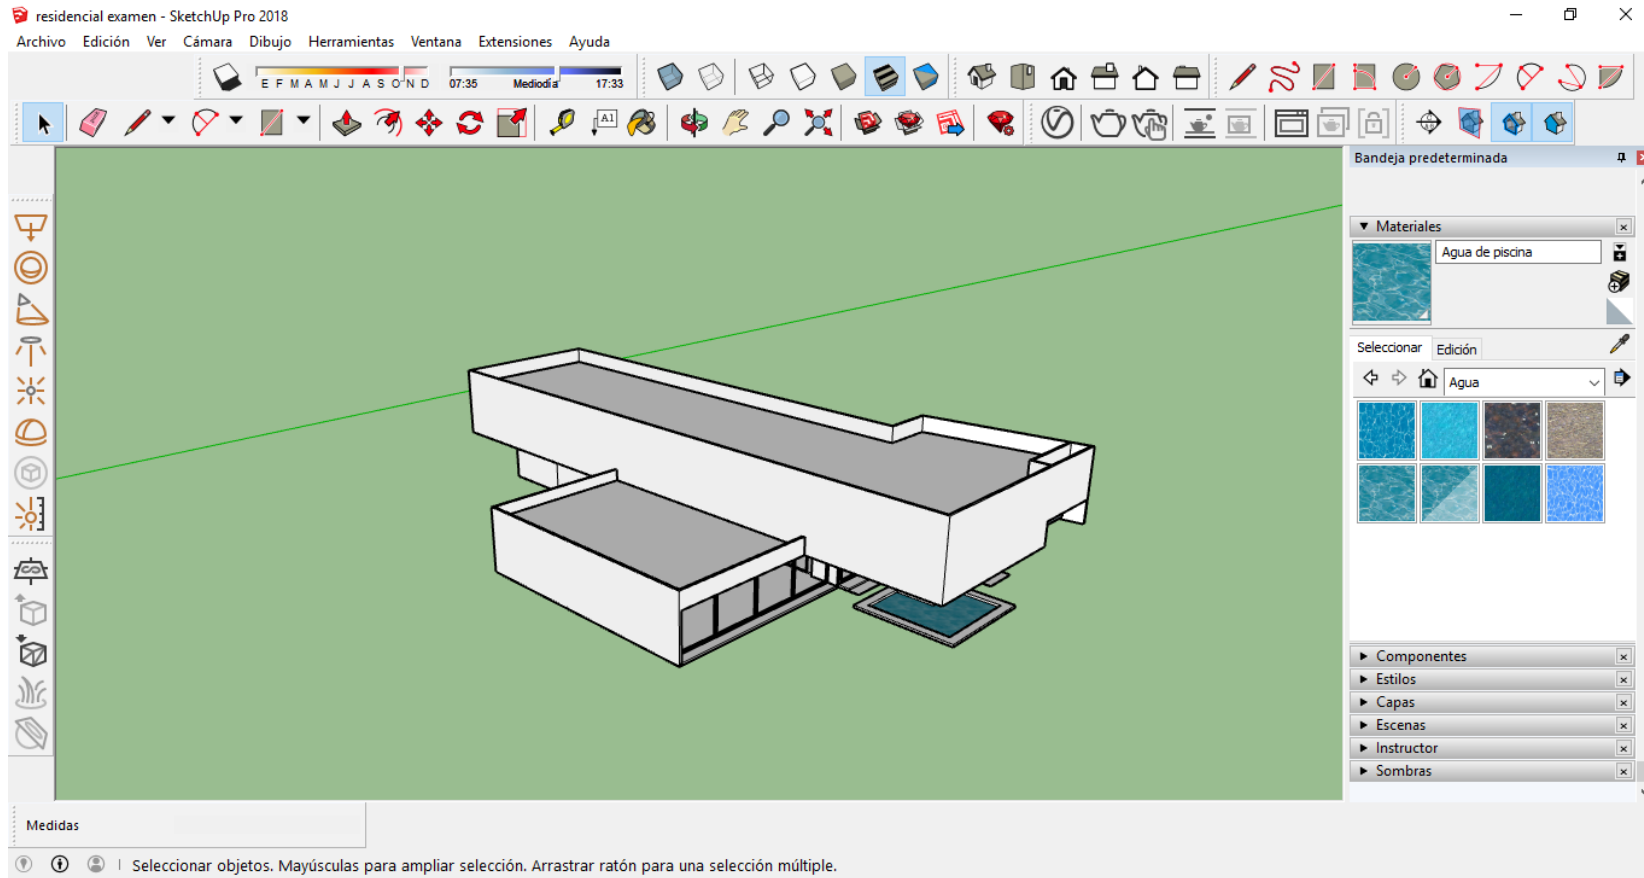 residencial examen - SketchUp Pro 2018
Archivo Edición Ver Cámara Dibujo Herramientas Ventana Extensiones Ayuda
E F M A M J J A S O N D 07:35 Mediodía 17:33
A1
Bandeja predeterminada
Materiales
Agua de piscina
Seleccionar Edición
Agua
Componentes
Estilos
Capas
Escenas
Instructor
Sombras
Medidas
Seleccionar objetos. Mayúsculas para ampliar selección. Arrastrar ratón para una selección múltiple.